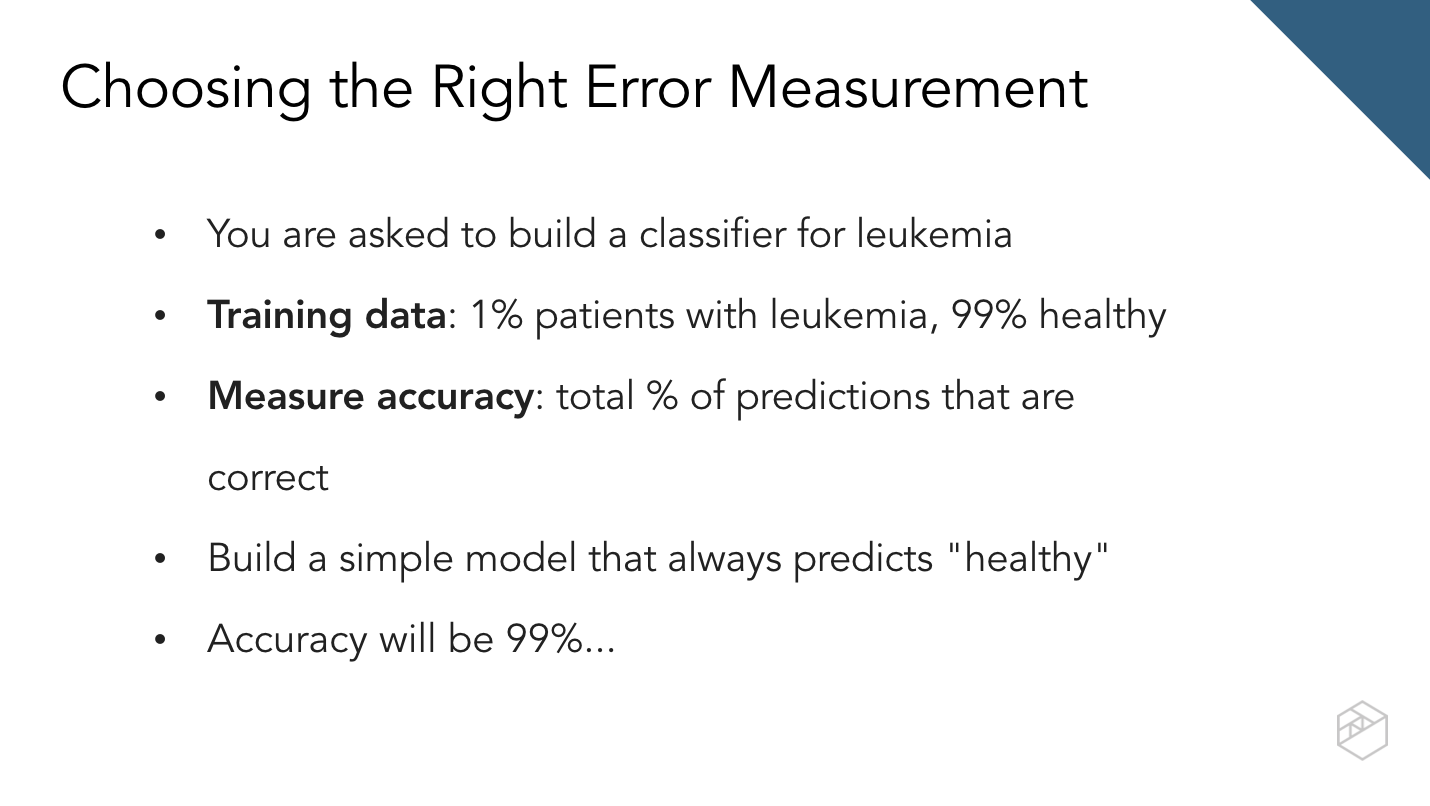 Choosing the Right Error Measurement
• You are asked to build a classifier for leukemia
• Training data: 1% patients with leukemia, 99% healthy
• Measure accuracy: total % of predictions that are
correct
• Build a simple model that always predicts "healthy"
• Accuracy will be 99%...